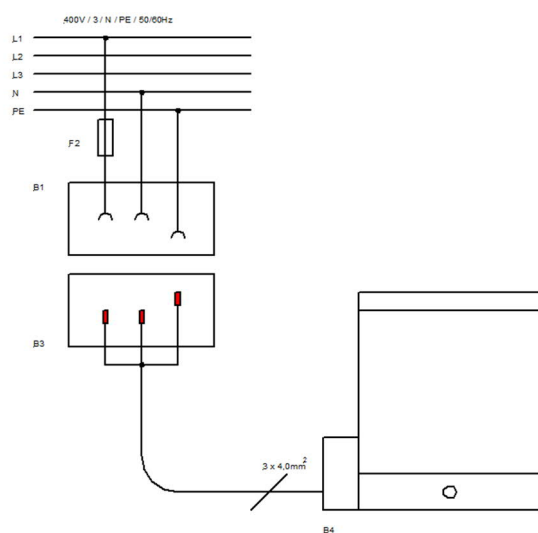 400V / 3 / N / PE / 50/60Hz
L1
L2
L3
N
PE
F2
B1
B3
3 x 4,0mm²
B4